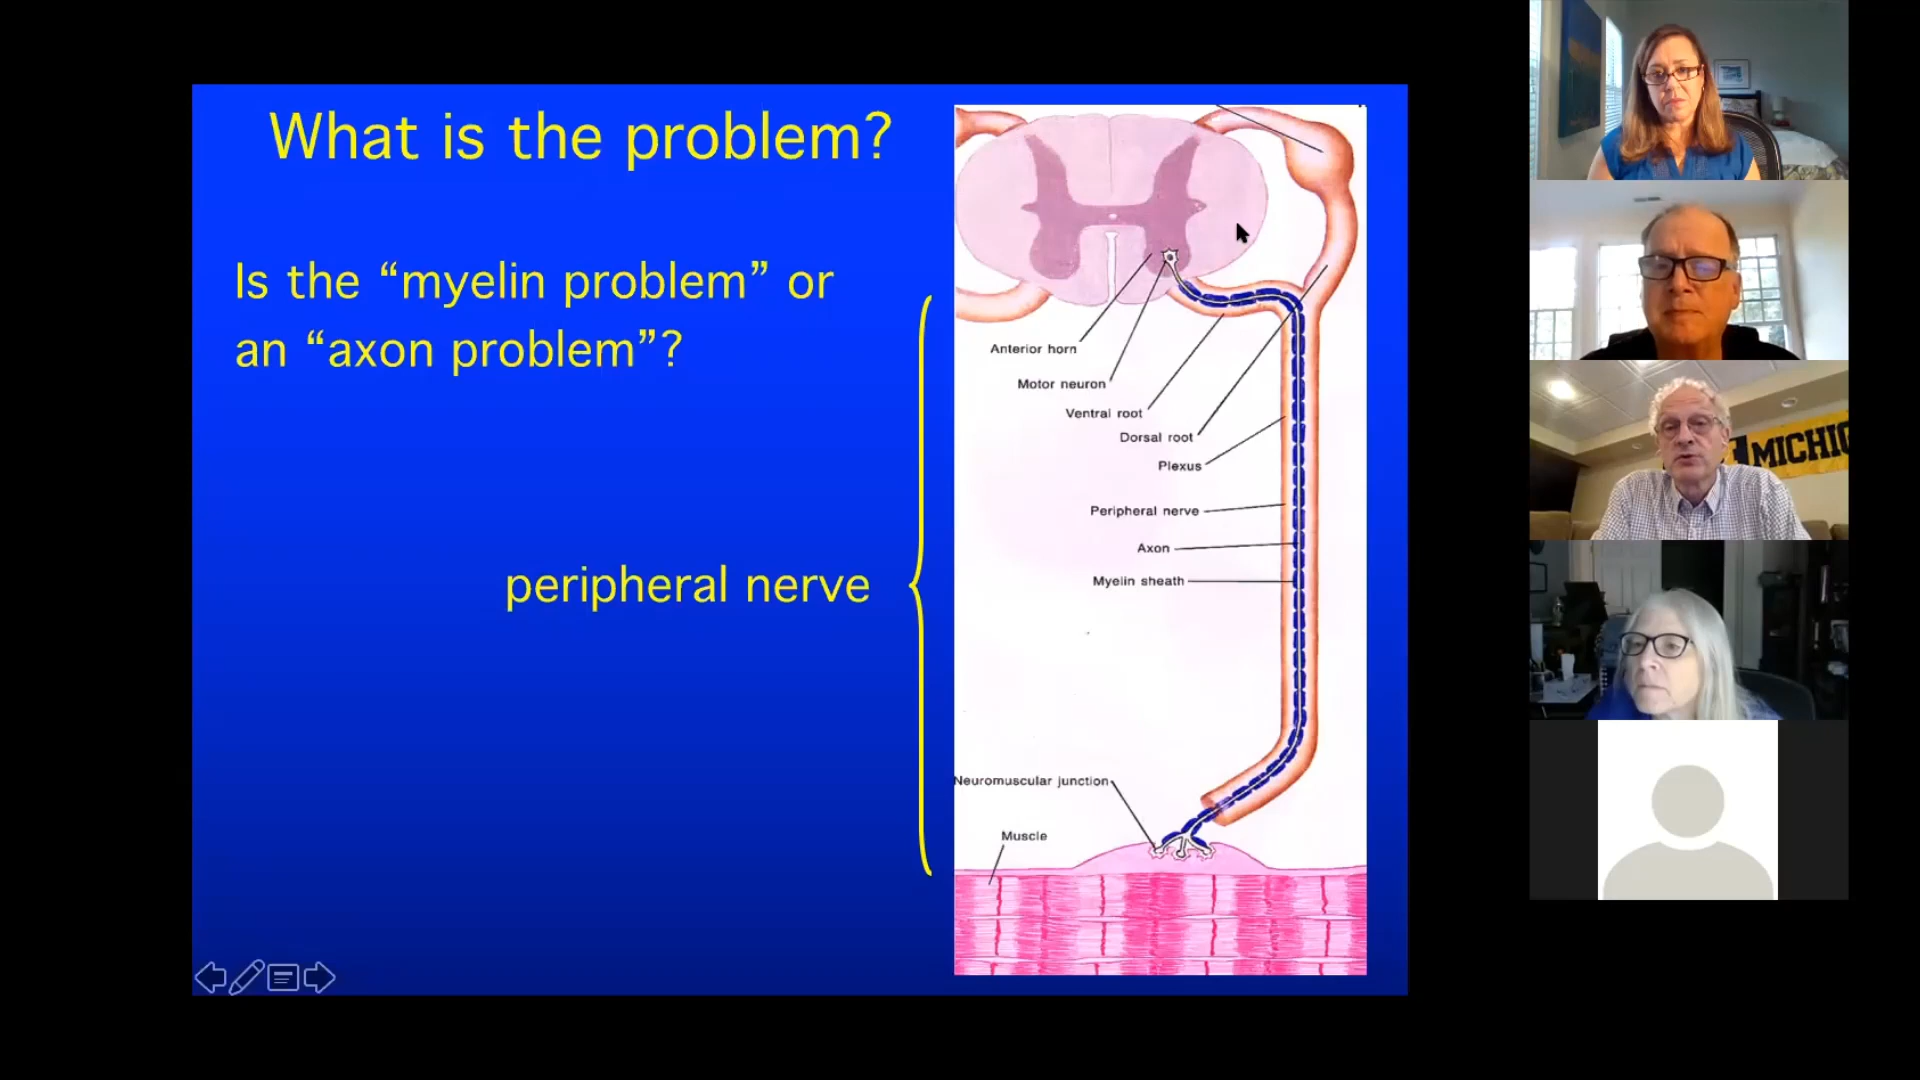 What is the problem?
Is the “myelin problem” or
an “axon problem”?
peripheral nerve
Anterior horn
Motor neuron
Ventral root
Dorsal root
Plexus
Peripheral nerve
Axon
Myelin sheath
Neuromuscular junction
Muscle
MICHIG